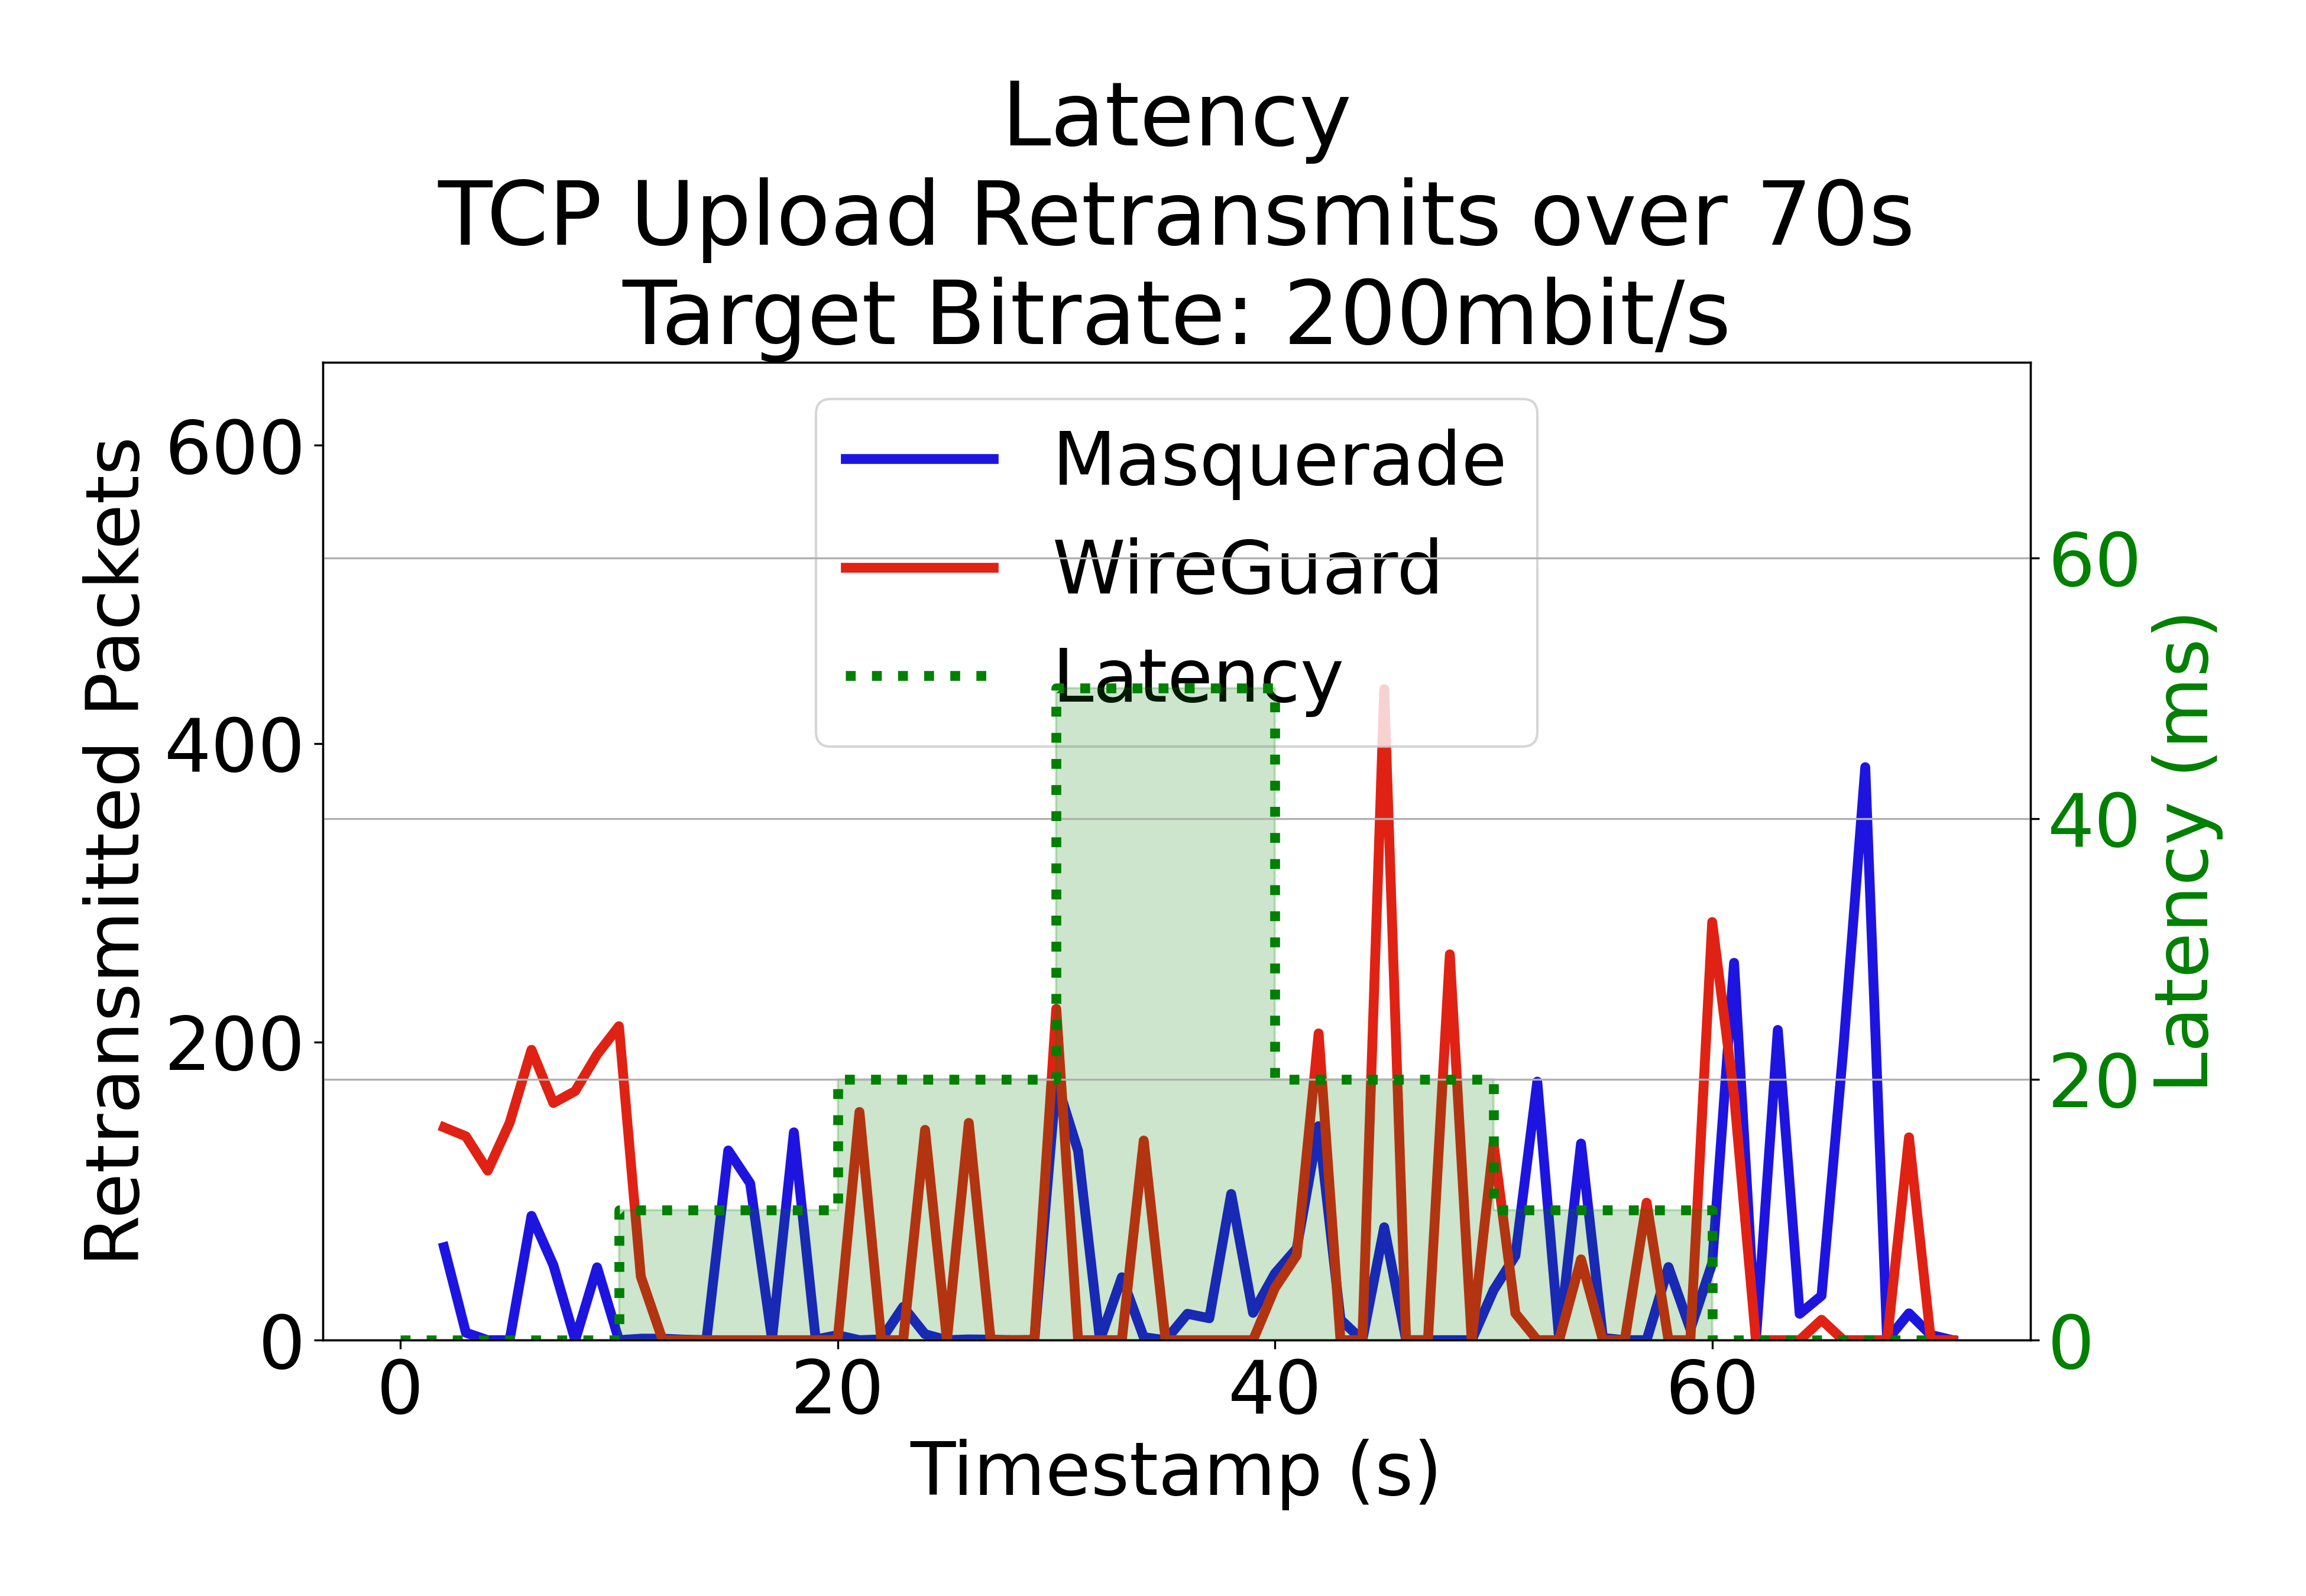 Latency
TCP Upload Retransmits over 70s
Target Bitrate: 200mbit/s
Masquerade
WireGuard
Latency
Retransmitted Packets
600
400
200
0
60
40
20
0
Latency (ms)
0
20
40
60
Timestamp (s)